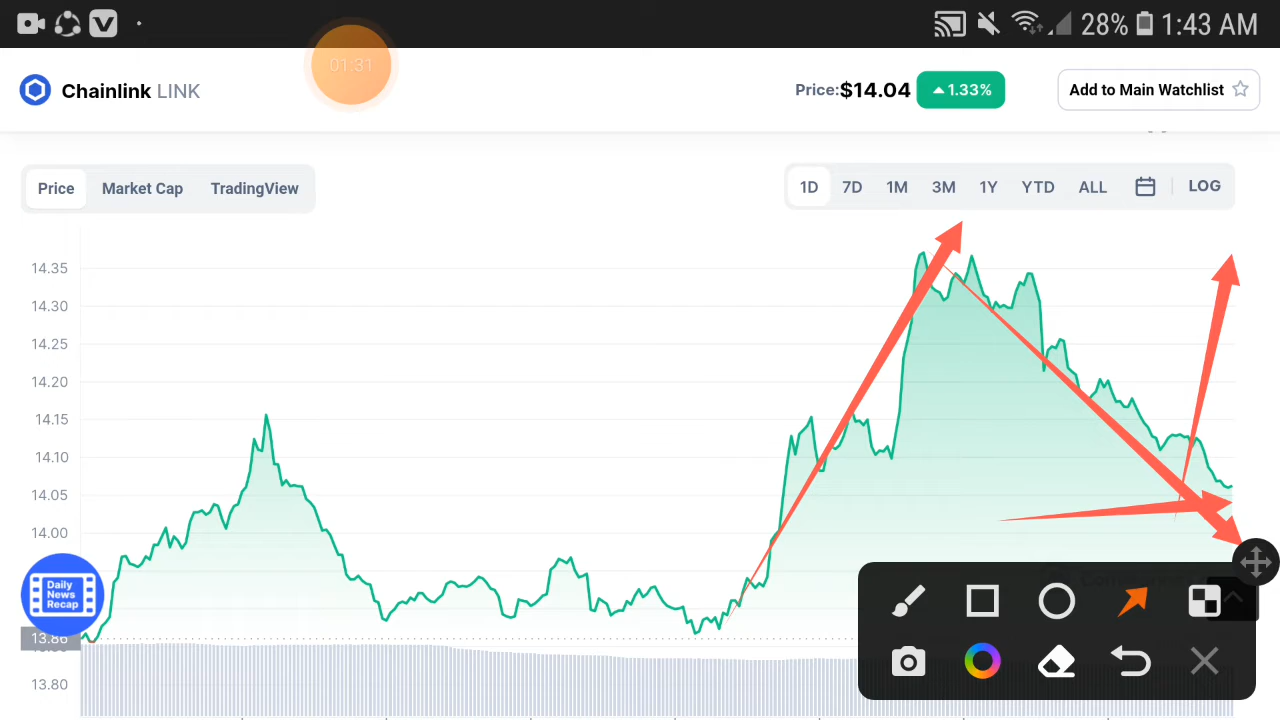 28% 1:43 AM
01:31
Chainlink LINK
Price:$14.04 1.33%
Add to Main Watchlist
Price Market Cap TradingView
1D 7D 1M 3M 1Y YTD ALL LOG
14.35
14.30
14.25
14.20
14.15
14.10
14.05
14.00
Daily
News
Recap
13.86
13.80